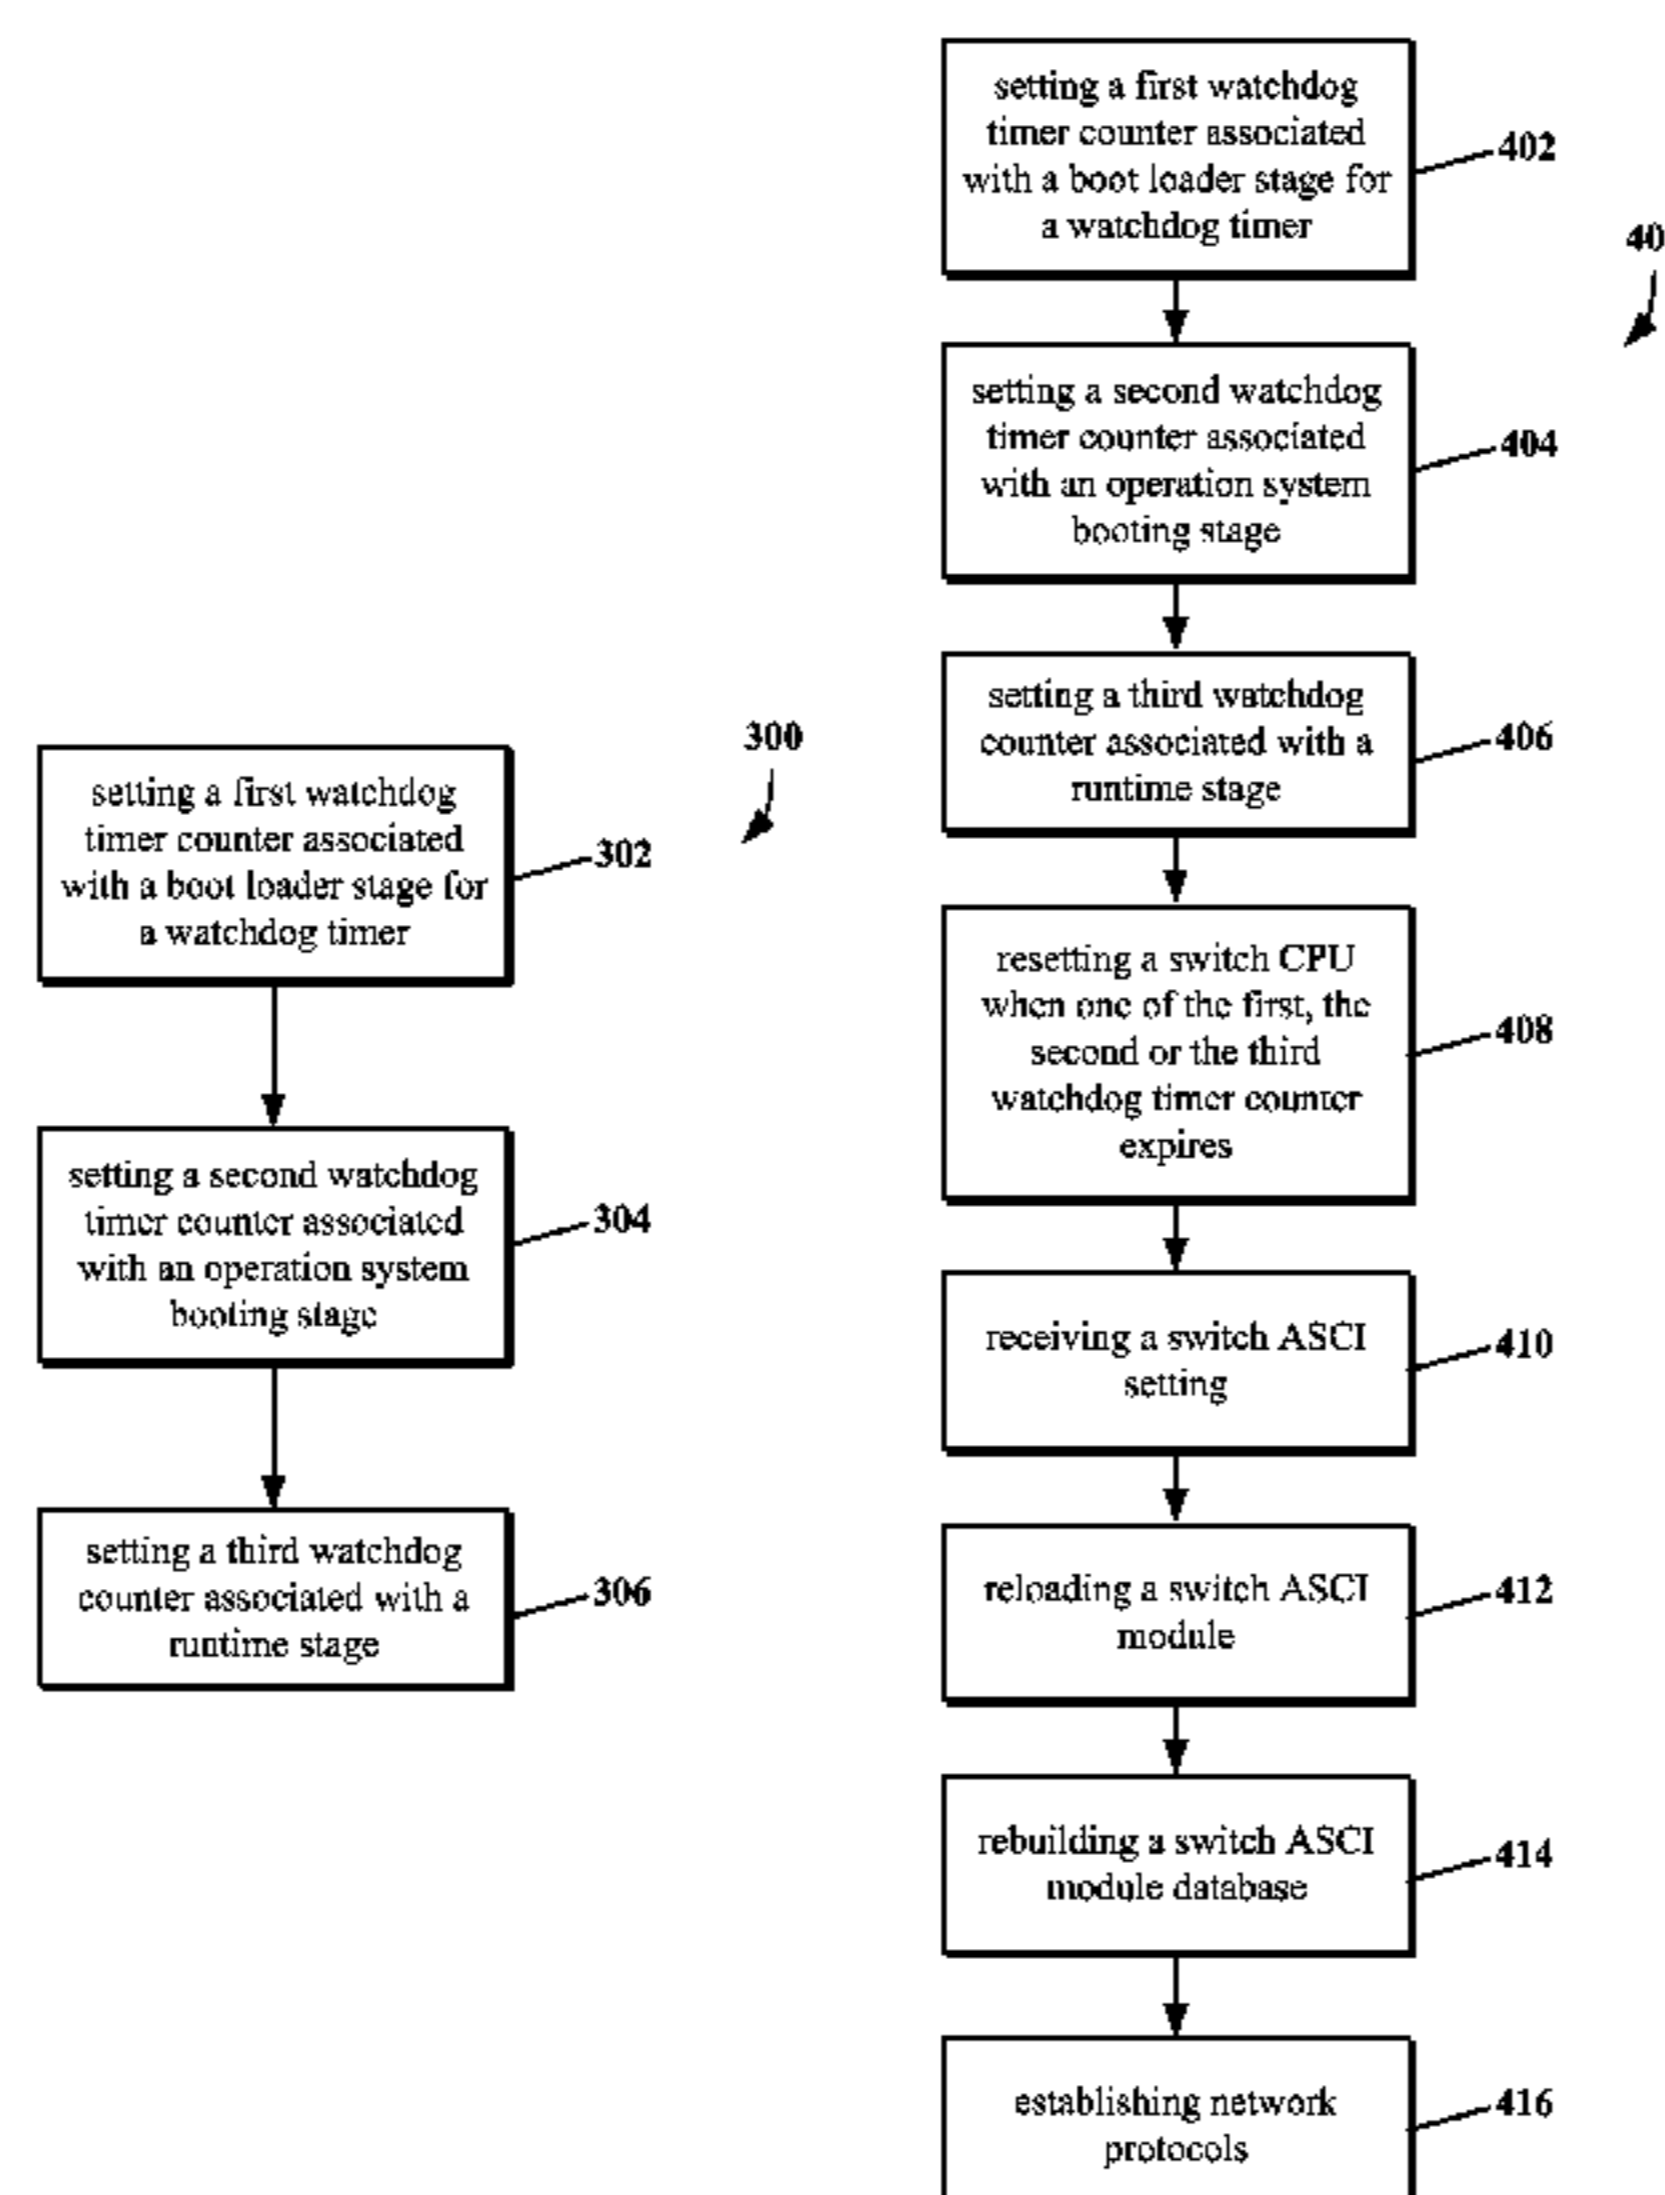 300
setting a first watchdog
timer counter associated
with a boot loader stage for
a watchdog timer
302
setting a second watchdog
timer counter associated
with an operation system
booting stage
304
setting a third watchdog
counter associated with a
runtime stage
306
40
setting a first watchdog
timer counter associated
with a boot loader stage for
a watchdog timer
402
setting a second watchdog
timer counter associated
with an operation system
booting stage
404
setting a third watchdog
counter associated with a
runtime stage
406
resetting a switch CPU
when one of the first, the
second or the third
watchdog timer counter
expires
408
receiving a switch ASCI
setting
410
reloading a switch ASCI
module
412
rebuilding a switch ASCI
module database
414
establishing network
protocols
416